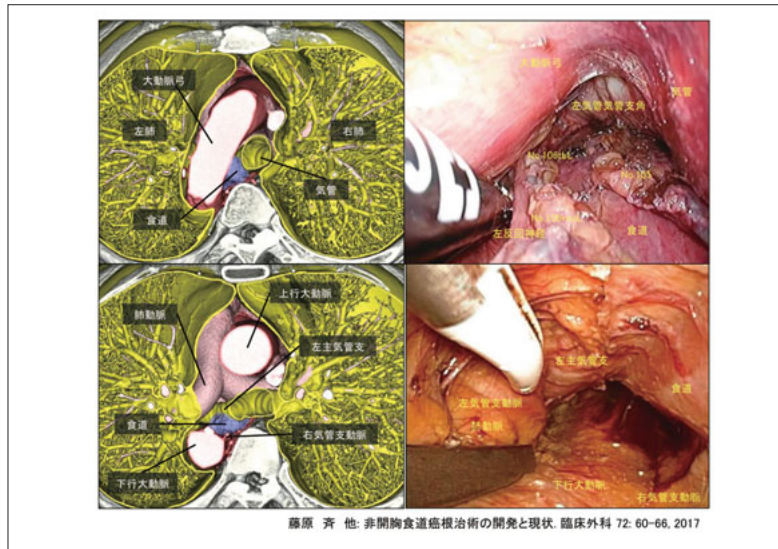 大動脈弓
左肺
右肺
食道
気管
大動脈弓
気管
左気管気管支角
No.106tbL
No.105
左反回神経
食道
肺動脈
上行大動脈
左主気管支
食道
右気管支動脈
下行大動脈
左主気管支
食道
左気管支動脈
肺動脈
下行大動脈
右気管支動脈
藤原 斉 他: 非開胸食道癌根治術の開発と現状. 臨床外科 72: 60-66, 2017